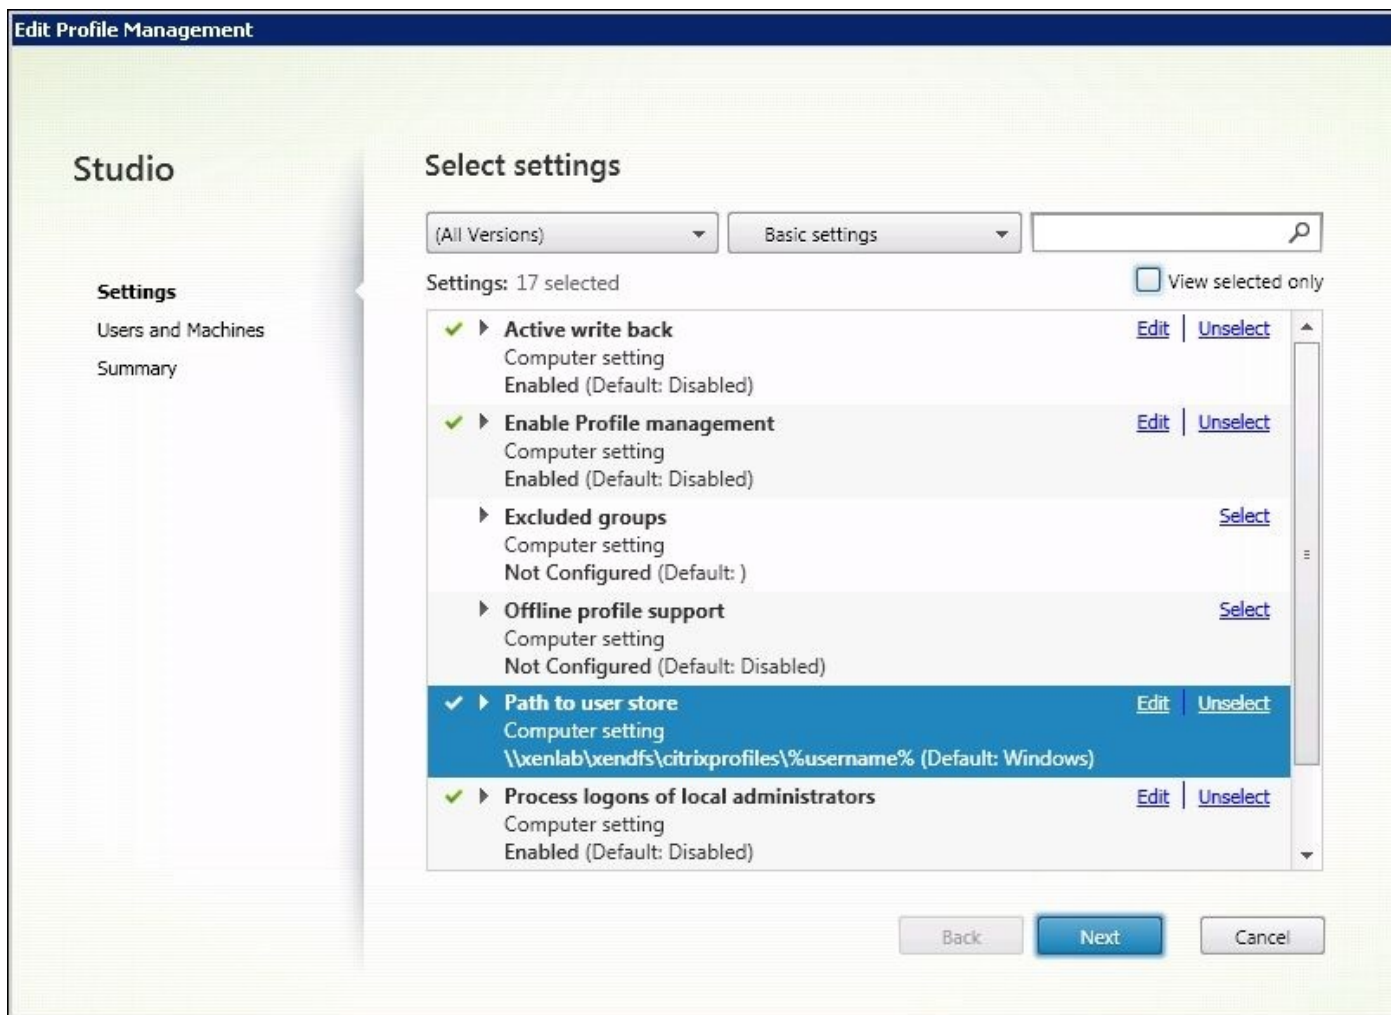 Edit Profile Management
Studio
Settings
Users and Machines
Summary
Select settings
(All Versions) Basic settings
Settings: 17 selected View selected only
Active write back Edit | Unselect
Computer setting
Enabled (Default: Disabled)
Enable Profile management Edit | Unselect
Computer setting
Enabled (Default: Disabled)
Excluded groups Select
Computer setting
Not Configured (Default: )
Offline profile support Select
Computer setting
Not Configured (Default: Disabled)
Path to user store Edit | Unselect
Computer setting
\\xenlab\xendfs\citrixprofiles\%username% (Default: Windows)
Process logons of local administrators Edit | Unselect
Computer setting
Enabled (Default: Disabled)
Back Next Cancel